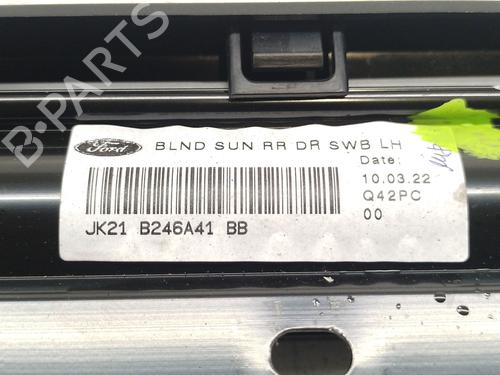 B-PARTS
Ford
BLND SUN RR DR SWB LH
Date:
10.03.22
Q42PC
00
JK21 B246A41 BB